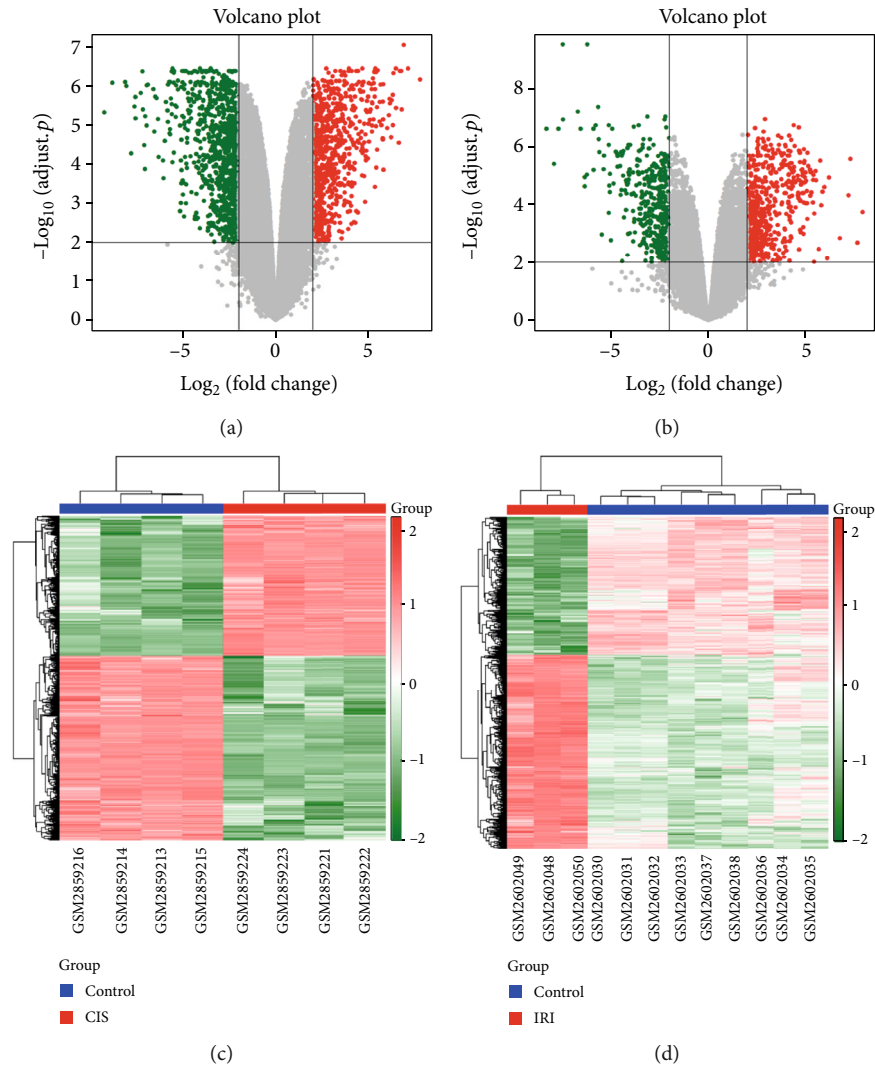 Volcano plot
7
6
5
4
3
2
1
0
−Log10 (adjust.p)
−5
0
5
Log2 (fold change)
(a)
Volcano plot
8
6
4
2
0
−Log10 (adjust.p)
−5
0
5
Log2 (fold change)
(b)
Group
2
1
0
−1
−2
GSM2859216
GSM2859214
GSM2859213
GSM2859215
GSM2859224
GSM2859223
GSM2859221
GSM2859222
Group
Control
CIS
(c)
Group
2
1
0
−1
−2
GSM2602049
GSM2602048
GSM2602050
GSM2602030
GSM2602031
GSM2602032
GSM2602033
GSM2602037
GSM2602038
GSM2602036
GSM2602034
GSM2602035
Group
Control
IRI
(d)